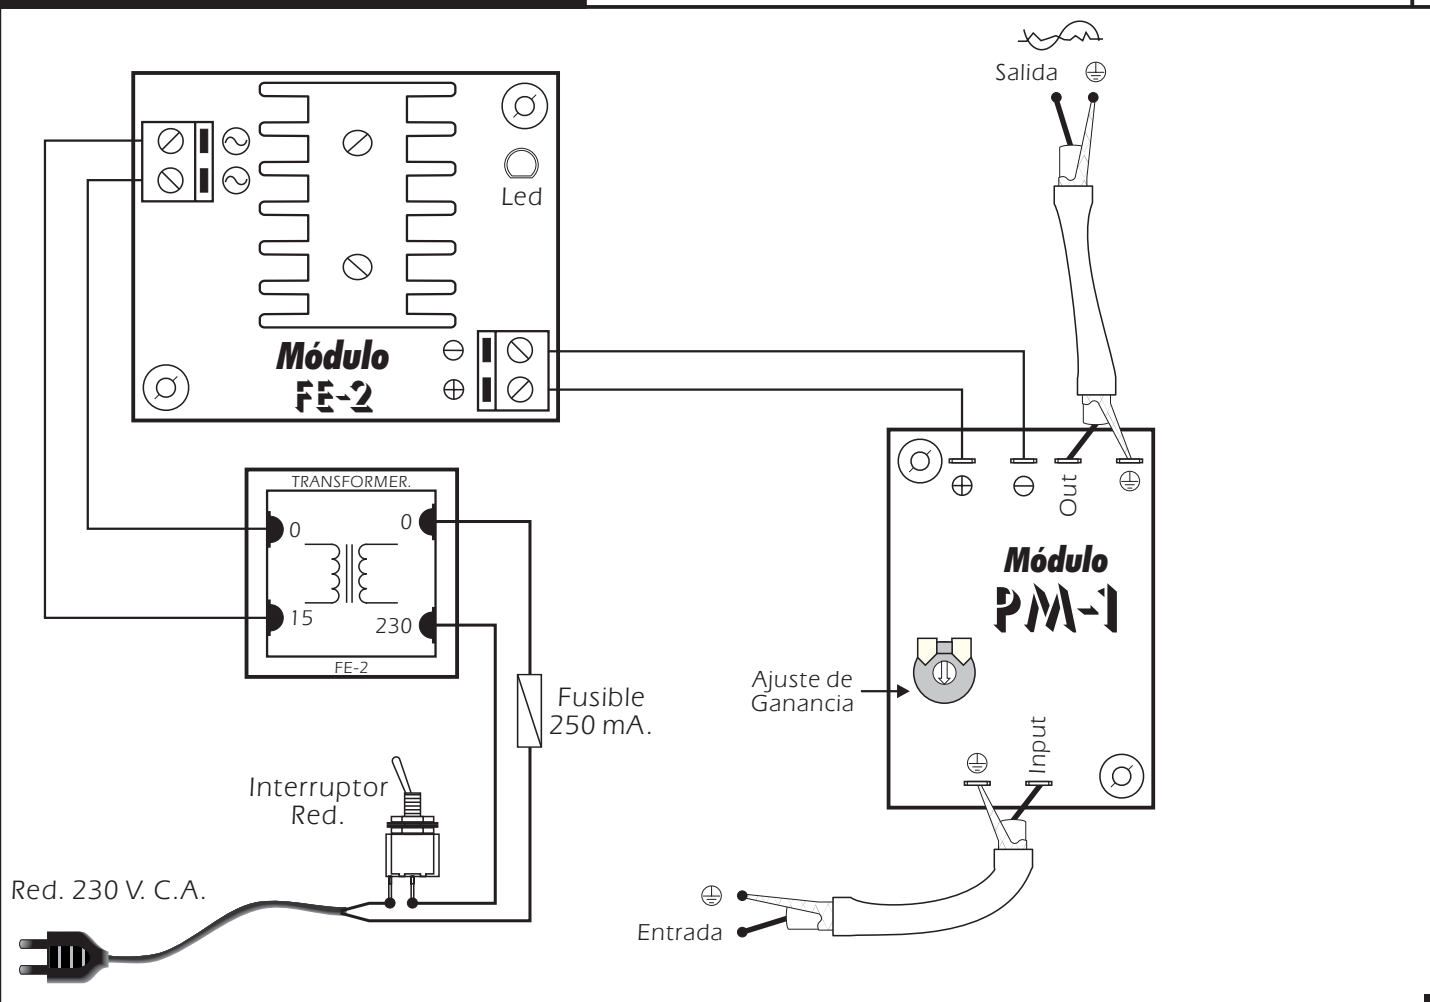 Salida
Led
Módulo
FE-2
TRANSFORMER.
0
0
15
230
FE-2
Fusible
250 mA.
Interruptor
Red.
Red. 230 V. C.A.
Out
Módulo
PM-1
Ajuste de
Ganancia
Input
Entrada